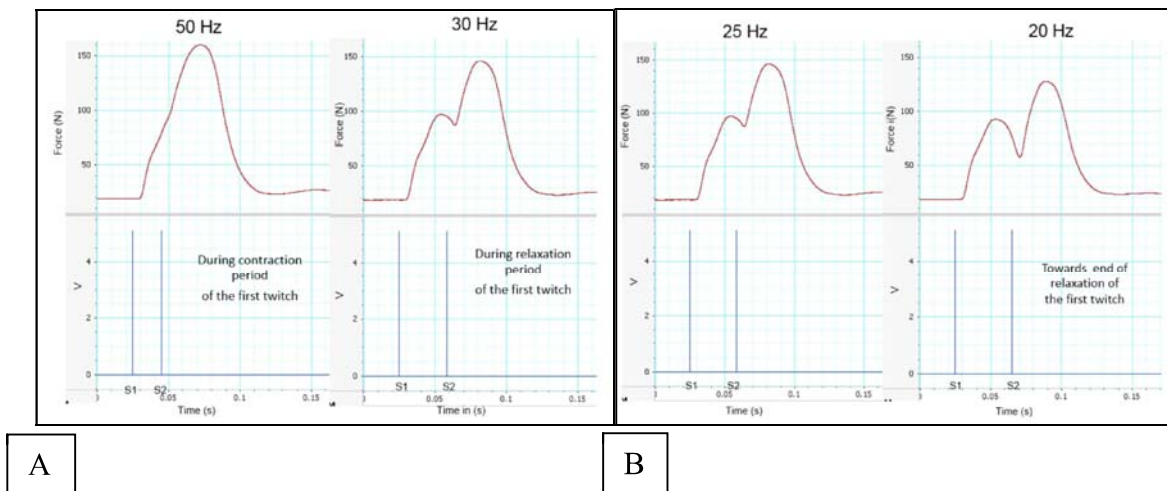 50 Hz
30 Hz
25 Hz
20 Hz
150
100
50
Force (N)
150
100
50
Force (N)
150
100
50
Force (N)
150
100
50
Force i(N)
4
2
0
V
During contraction
period
of the first twitch
S1
S2
0.05
0.1
0.15
Time (s)
4
2
0
V
During relaxation
period
of the first twitch
S1
S2
0.05
0.1
0.15
Time in (s)
4
2
0
V
S1
S2
0.05
0.1
0.15
Time (s)
4
2
0
V
Towards end of
relaxation of
the first twitch
S1
S2
0.05
0.1
0.15
Time (s)
A
B